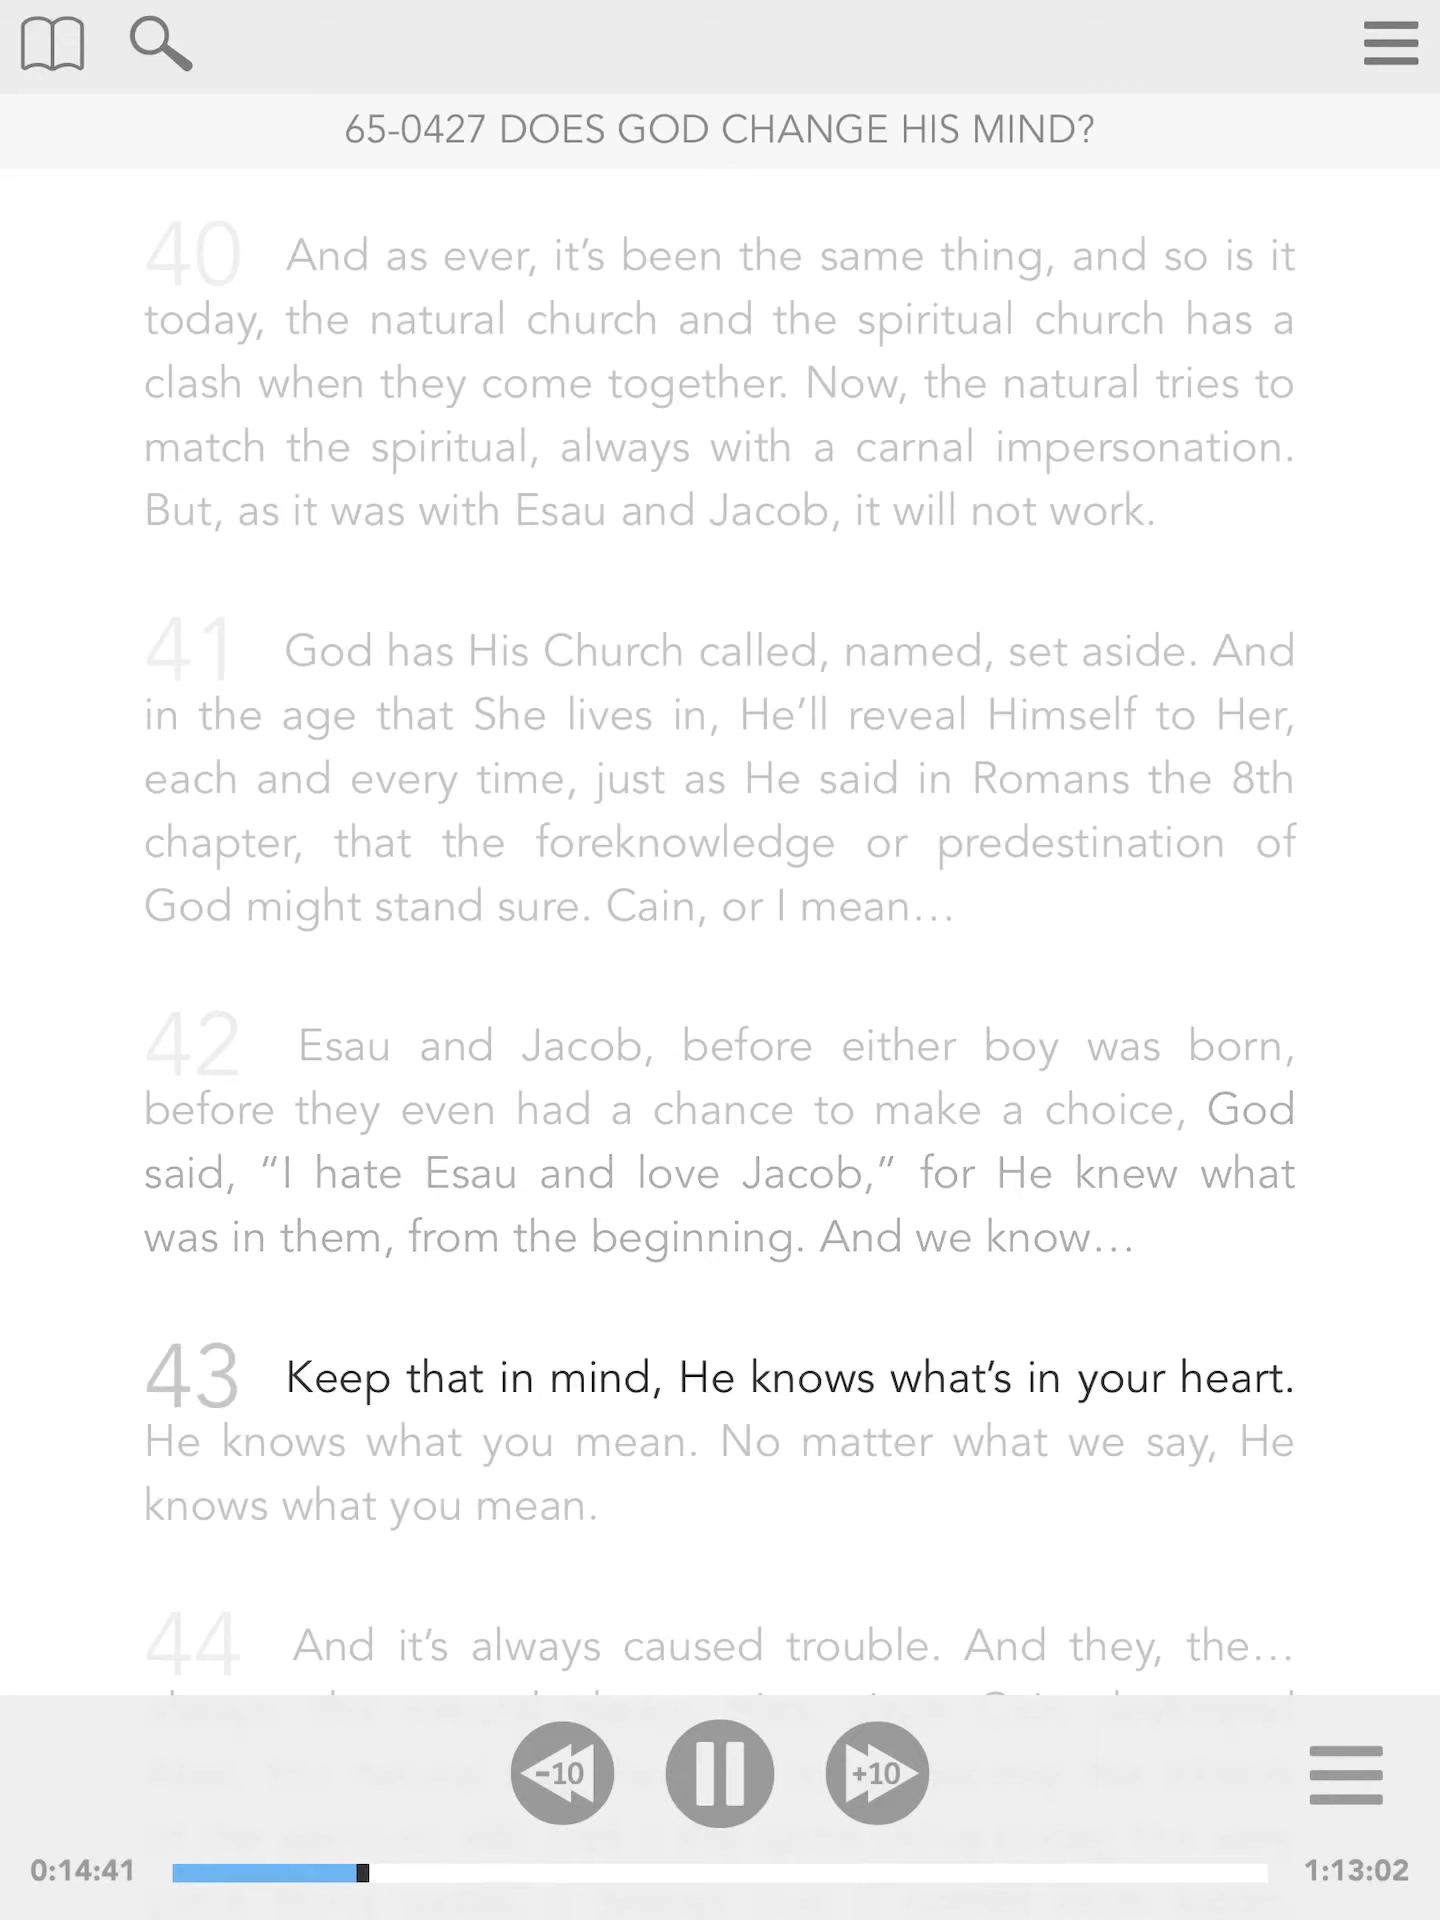 65-0427 DOES GOD CHANGE HIS MIND?
40 And as ever, it’s been the same thing, and so is it
today, the natural church and the spiritual church has a
clash when they come together. Now, the natural tries to
match the spiritual, always with a carnal impersonation.
But, as it was with Esau and Jacob, it will not work.
41 God has His Church called, named, set aside. And
in the age that She lives in, He’ll reveal Himself to Her,
each and every time, just as He said in Romans the 8th
chapter, that the foreknowledge or predestination of
God might stand sure. Cain, or I mean…
42 Esau and Jacob, before either boy was born,
before they even had a chance to make a choice, God
said, “I hate Esau and love Jacob,” for He knew what
was in them, from the beginning. And we know…
43 Keep that in mind, He knows what’s in your heart.
He knows what you mean. No matter what we say, He
knows what you mean.
44 And it’s always caused trouble. And they, the…
-10 +10
0:14:41 1:13:02